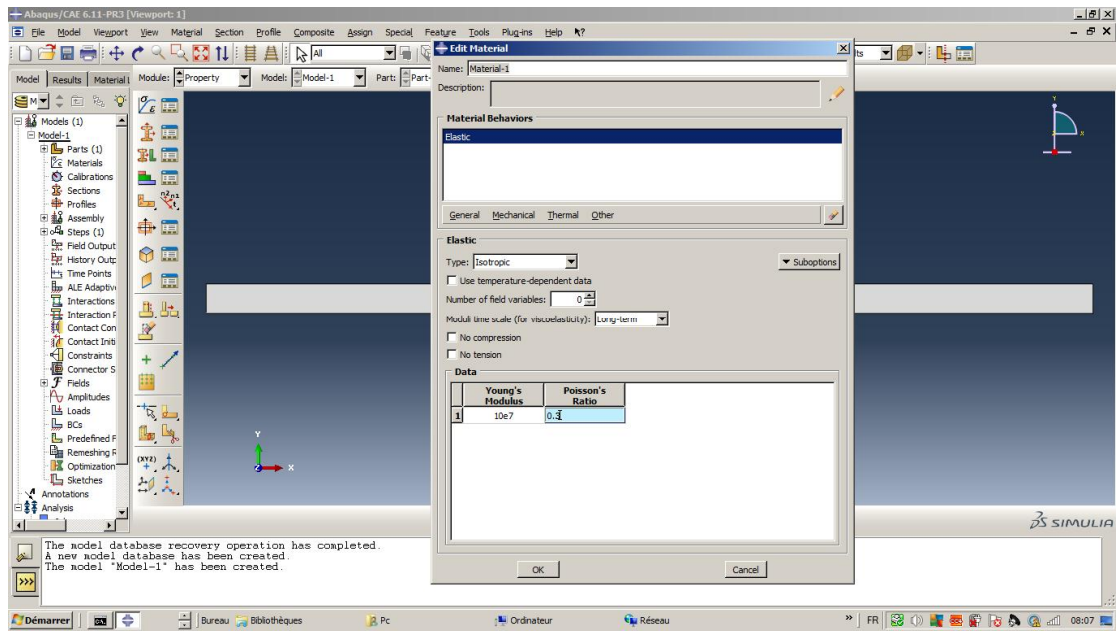 Abaqus/CAE 6.11-PR3 [Viewport: 1]
File Model Viewport View Material Section Profile Composite Assign Special Feature Tools Plug-ins Help
All
Model Results Material Module: Property Model: Model-1 Part: Part-
Edit Material
Name: Material-1
Description:
Material Behaviors
Elastic
General Mechanical Thermal Other
Elastic
Type: Isotropic
Suboptions
Use temperature-dependent data
Number of field variables: 0
Moduli time scale (for viscoelasticity): Long-term
No compression
No tension
Data
Young's Modulus
Poisson's Ratio
1 10e7 0.3
OK Cancel
Models (1)
Model-1
Parts (1)
Materials
Calibrations
Sections
Profiles
Assembly
Steps (1)
Field Output
History Outp
Time Points
ALE Adaptiv
Interactions
Interaction P
Contact Con
Contact Initi
Constraints
Connector S
Fields
Amplitudes
Loads
BCs
Predefined F
Remeshing R
Optimization
Sketches
Annotations
Analysis
(XYZ)
Y
Z X
Y
X
SIMULIA
The model database recovery operation has completed.
A new model database has been created.
The model "Model-1" has been created.
Démarrer Bureau Bibliothèques Pc Ordinateur Réseau FR 08:07